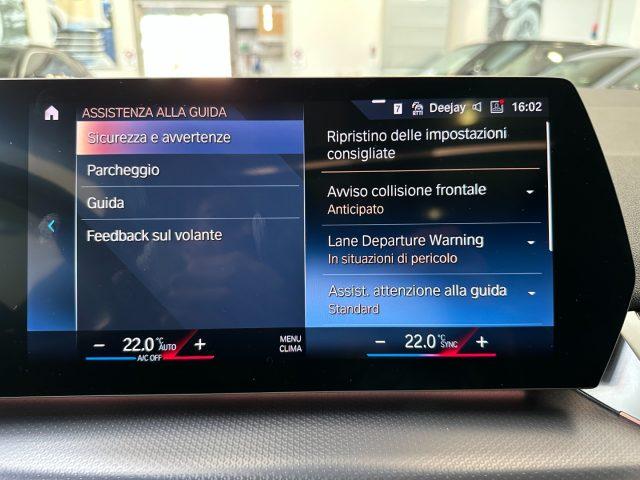 ASSISTENZA ALLA GUIDA
7
RTTI
Deejay
16:02
Sicurezza e avvertenze
Parcheggio
Guida
Feedback sul volante
Ripristino delle impostazioni
consigliate
Avviso collisione frontale
Anticipato
Lane Departure Warning
In situazioni di pericolo
Assist. attenzione alla guida
Standard
− 22.0 °C AUTO +
A/C OFF
MENU
CLIMA
− 22.0 °C SYNC +